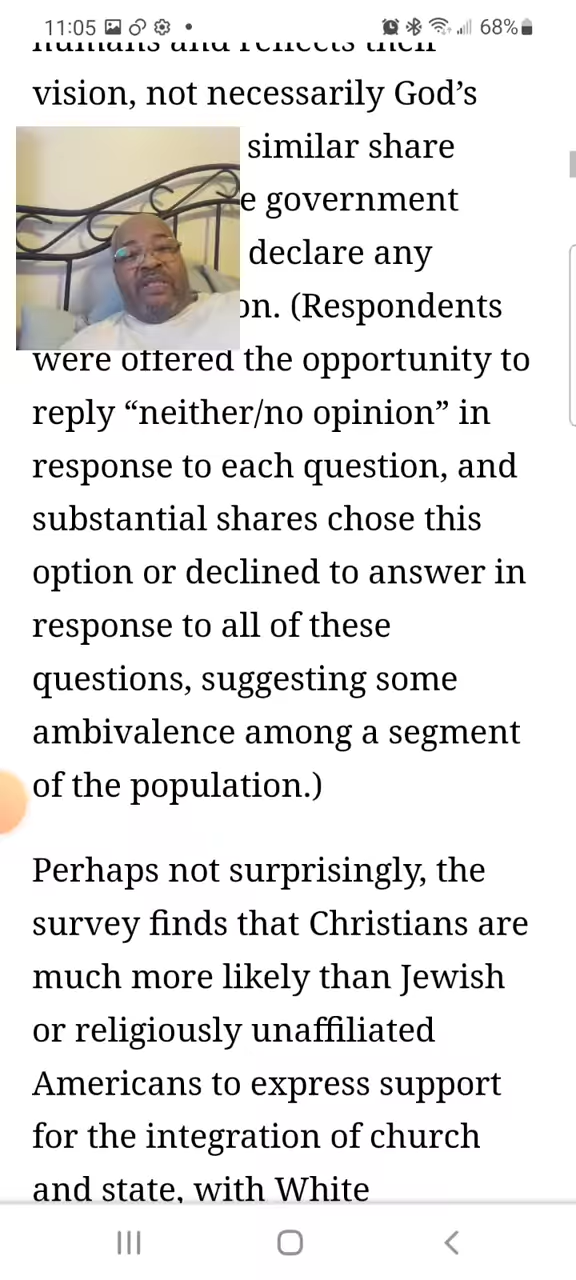 11:05
68%
humans and reflects their
vision, not necessarily God’s
similar share
e government
declare any
on. (Respondents
were offered the opportunity to
reply “neither/no opinion” in
response to each question, and
substantial shares chose this
option or declined to answer in
response to all of these
questions, suggesting some
ambivalence among a segment
of the population.)
Perhaps not surprisingly, the
survey finds that Christians are
much more likely than Jewish
or religiously unaffiliated
Americans to express support
for the integration of church
and state, with White